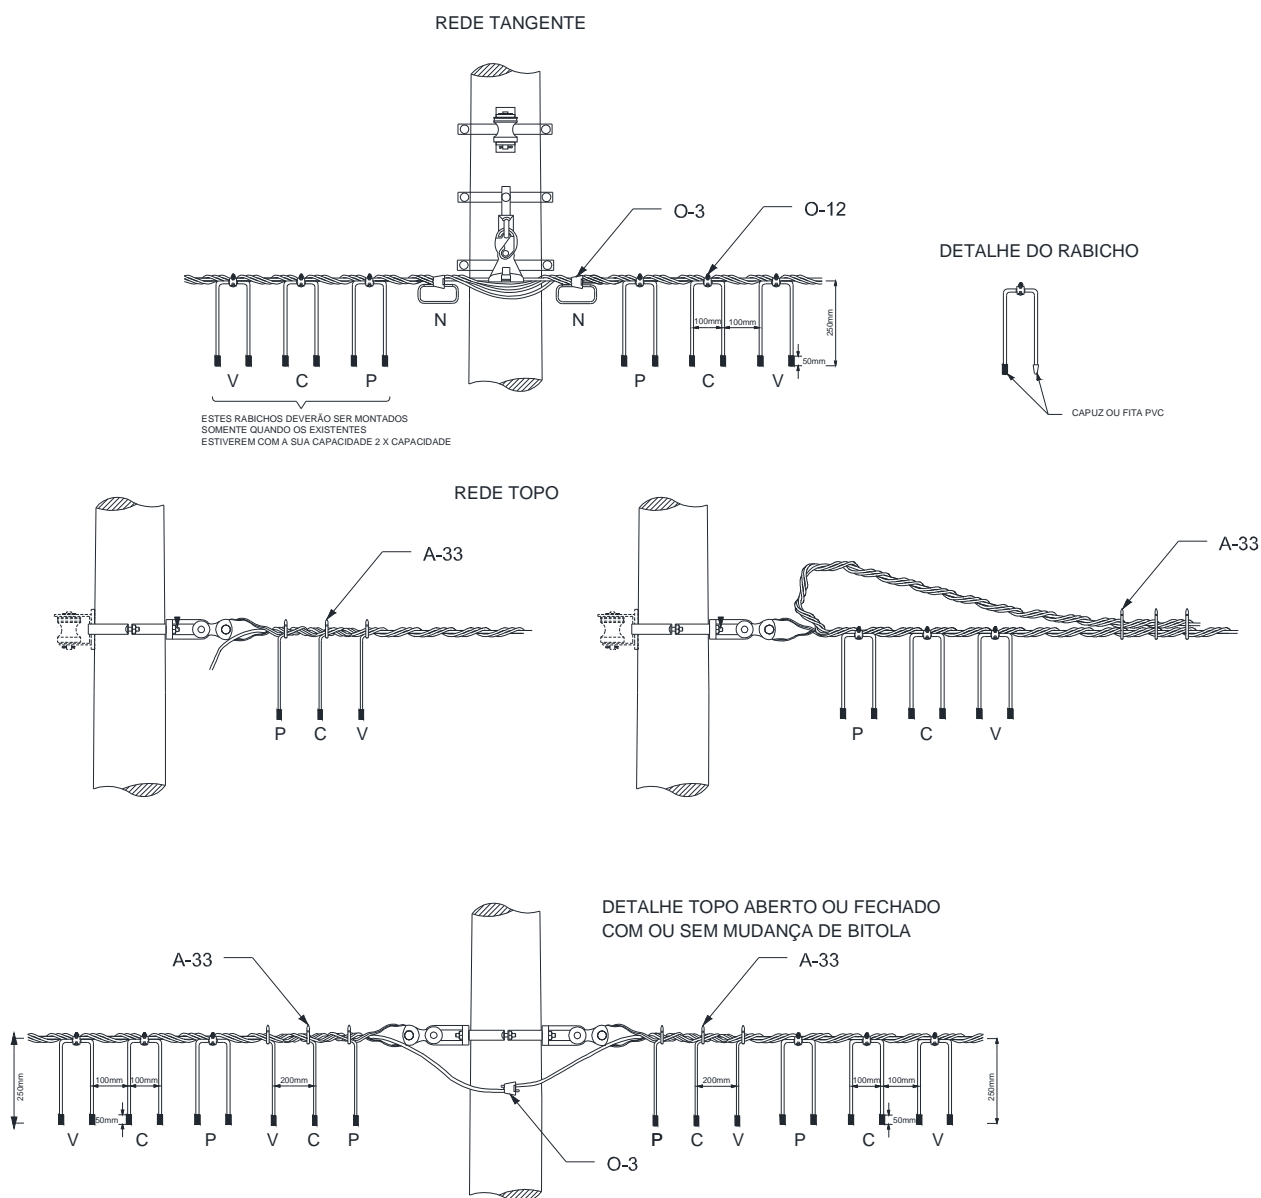 REDE TANGENTE
O-3
O-12
DETALHE DO RABICHO
N
N
100mm
100mm
250mm
50mm
V
C
P
P
C
V
ESTES RABICHOS DEVERÃO SER MONTADOS
SOMENTE QUANDO OS EXISTENTES
ESTIVEREM COM A SUA CAPACIDADE 2 X CAPACIDADE
CAPUZ OU FITA PVC
REDE TOPO
A-33
A-33
P
C
V
P
C
V
DETALHE TOPO ABERTO OU FECHADO
COM OU SEM MUDANÇA DE BITOLA
A-33
A-33
250mm
100mm
100mm
200mm
50mm
200mm
100mm
100mm
50mm
250mm
V
C
P
V
C
P
P
C
V
P
C
V
O-3